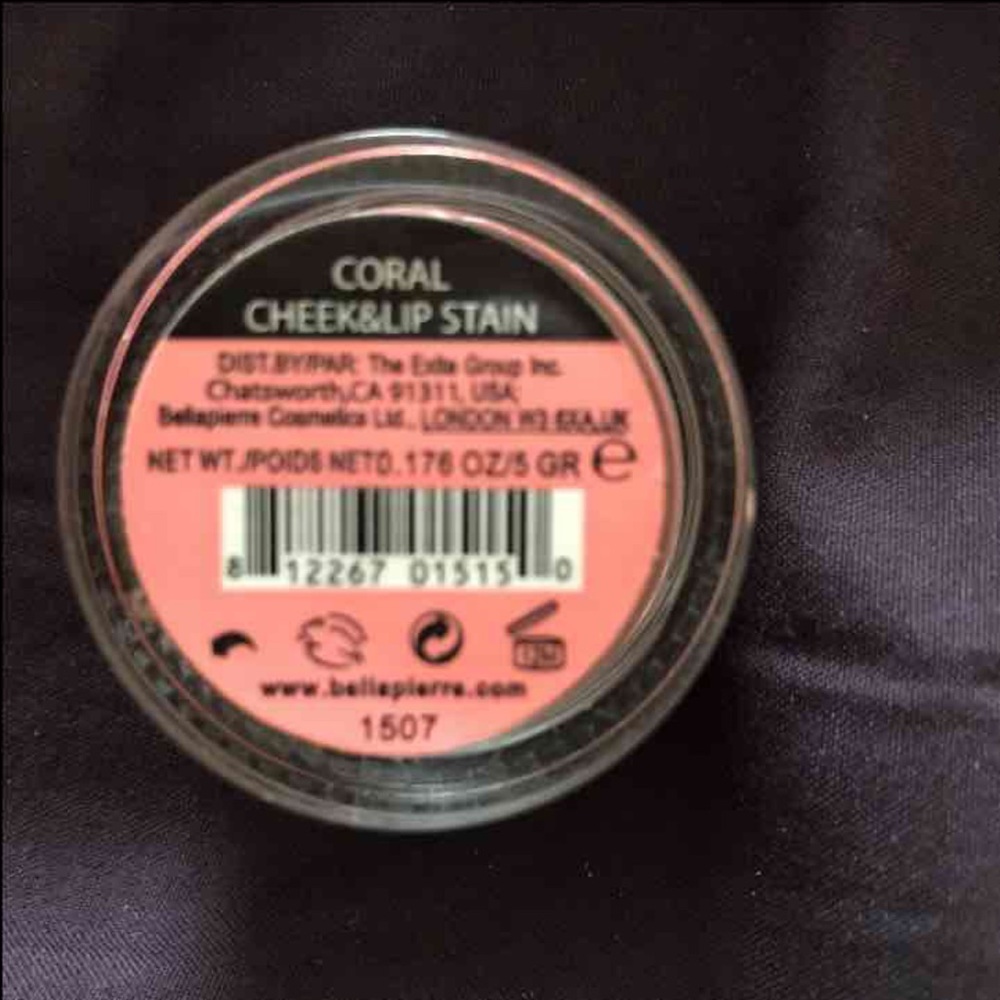 CORAL
CHEEK&LIP STAIN
DIST.BY/PAR: The Exite Group Inc.
Chatsworth,CA 91311, USA;
Bellapierre Cosmetics Ltd., LONDON W3 6XA,UK
NET WT./POIDS NET0.176 OZ/5 GR e
8 12267 01515 0
www.bellapierre.com
1507